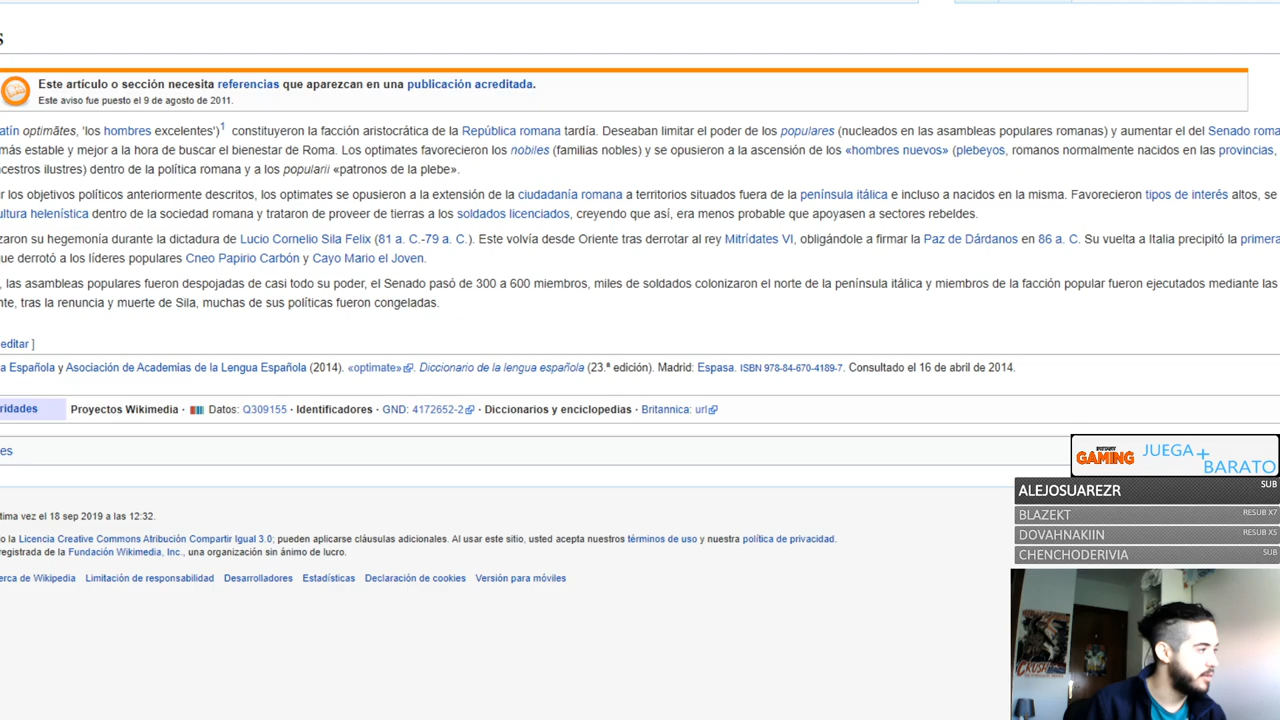 s
Este artículo o sección necesita referencias que aparezcan en una publicación acreditada.
Este aviso fue puesto el 9 de agosto de 2011.
atín optimātes, 'los hombres excelentes')1 constituyeron la facción aristocrática de la República romana tardía. Deseaban limitar el poder de los populares (nucleados en las asambleas populares romanas) y aumentar el del Senado roma
más estable y mejor a la hora de buscar el bienestar de Roma. Los optimates favorecieron los nobiles (familias nobles) y se opusieron a la ascensión de los «hombres nuevos» (plebeyos, romanos normalmente nacidos en las provincias,
ncestros ilustres) dentro de la política romana y a los popularii «patrones de la plebe».
r los objetivos políticos anteriormente descritos, los optimates se opusieron a la extensión de la ciudadanía romana a territorios situados fuera de la península itálica e incluso a nacidos en la misma. Favorecieron tipos de interés altos, se
ultura helenística dentro de la sociedad romana y trataron de proveer de tierras a los soldados licenciados, creyendo que así, era menos probable que apoyasen a sectores rebeldes.
zaron su hegemonía durante la dictadura de Lucio Cornelio Sila Felix (81 a. C.-79 a. C.). Este volvía desde Oriente tras derrotar al rey Mitrídates VI, obligándole a firmar la Paz de Dárdanos en 86 a. C. Su vuelta a Italia precipitó la primera
ue derrotó a los líderes populares Cneo Papirio Carbón y Cayo Mario el Joven.
, las asambleas populares fueron despojadas de casi todo su poder, el Senado pasó de 300 a 600 miembros, miles de soldados colonizaron el norte de la península itálica y miembros de la facción popular fueron ejecutados mediante las
nte, tras la renuncia y muerte de Sila, muchas de sus políticas fueron congeladas.
editar ]
a Española y Asociación de Academias de la Lengua Española (2014). «optimate». Diccionario de la lengua española (23.ª edición). Madrid: Espasa. ISBN 978-84-670-4189-7. Consultado el 16 de abril de 2014.
ridades Proyectos Wikimedia · Datos: Q309155 · Identificadores · GND: 4172652-2 · Diccionarios y enciclopedias · Britannica: url
es
INSTANT GAMING JUEGA+ BARATO
ALEJOSUAREZR SUB
BLAZEKT RESUB X7
DOVAHNAKIIN RESUB X5
CHENCHODERIVIA SUB
tima vez el 18 sep 2019 a las 12:32.
o la Licencia Creative Commons Atribución Compartir Igual 3.0; pueden aplicarse cláusulas adicionales. Al usar este sitio, usted acepta nuestros términos de uso y nuestra política de privacidad.
registrada de la Fundación Wikimedia, Inc., una organización sin ánimo de lucro.
erca de Wikipedia Limitación de responsabilidad Desarrolladores Estadísticas Declaración de cookies Versión para móviles
CRUSH